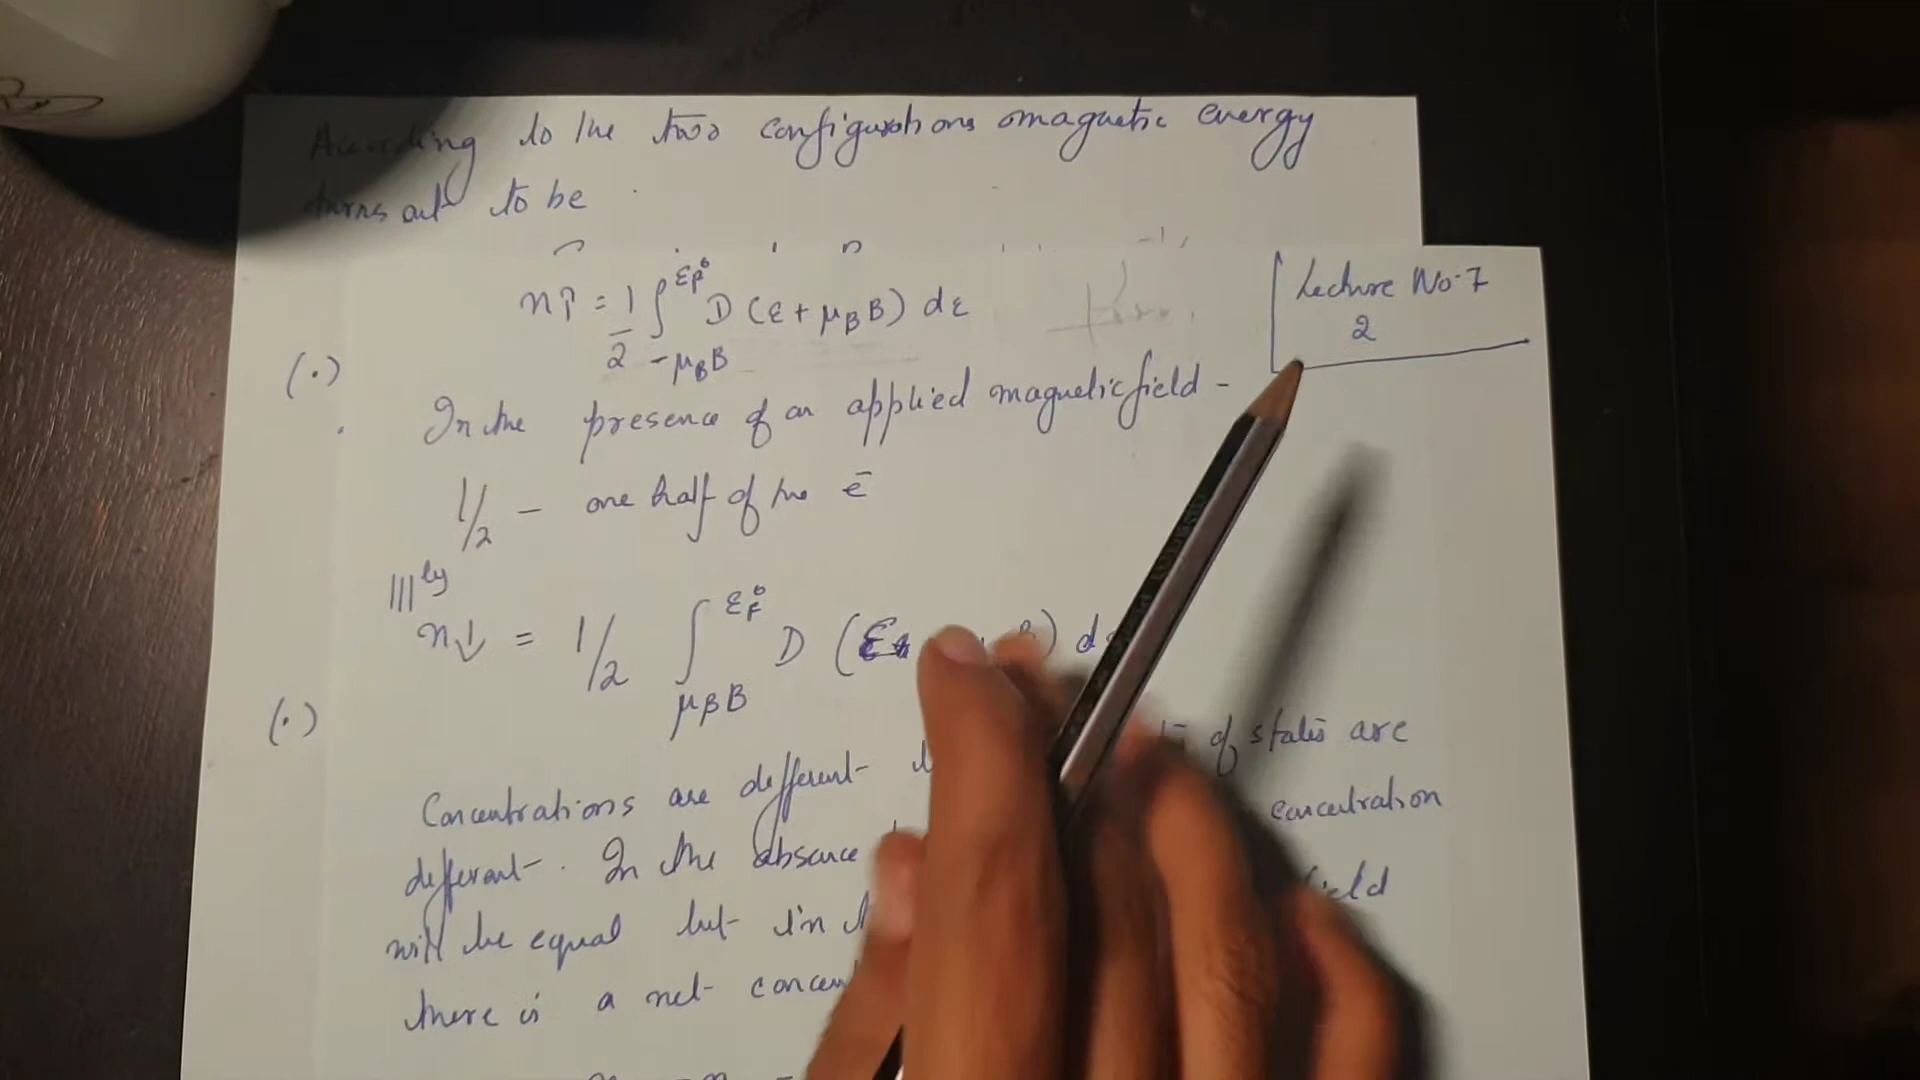 According to the two configurations magnetic energy
turns out to be
n↑ = 1/2 ∫ εF° -μBB D (ε + μBB) dε
Lecture No-7
2
(·)
In the presence of an applied magnetic field -
1/2 - one half of the e-
|||ly
n↓ = 1/2 ∫ εF° μBB D (ε
(·)
Concentrations are different of states are
different. In the absence concentration
will be equal but in field
there is a net